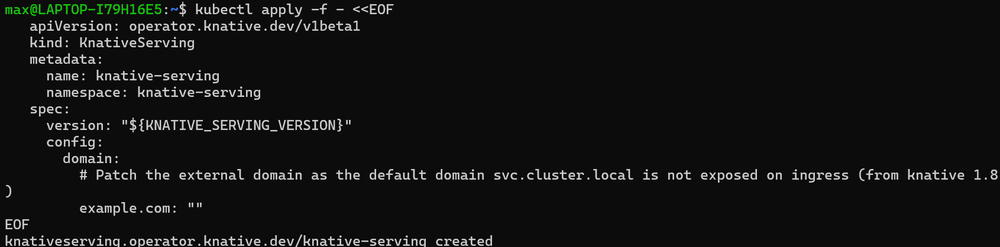 max@LAPTOP-I79H16E5:~$ kubectl apply -f - <<EOF
   apiVersion: operator.knative.dev/v1beta1
   kind: KnativeServing
   metadata:
     name: knative-serving
     namespace: knative-serving
   spec:
     version: "${KNATIVE_SERVING_VERSION}"
     config:
       domain:
         # Patch the external domain as the default domain svc.cluster.local is not exposed on ingress (from knative 1.8
)
         example.com: ""
EOF
knativeserving.operator.knative.dev/knative-serving created